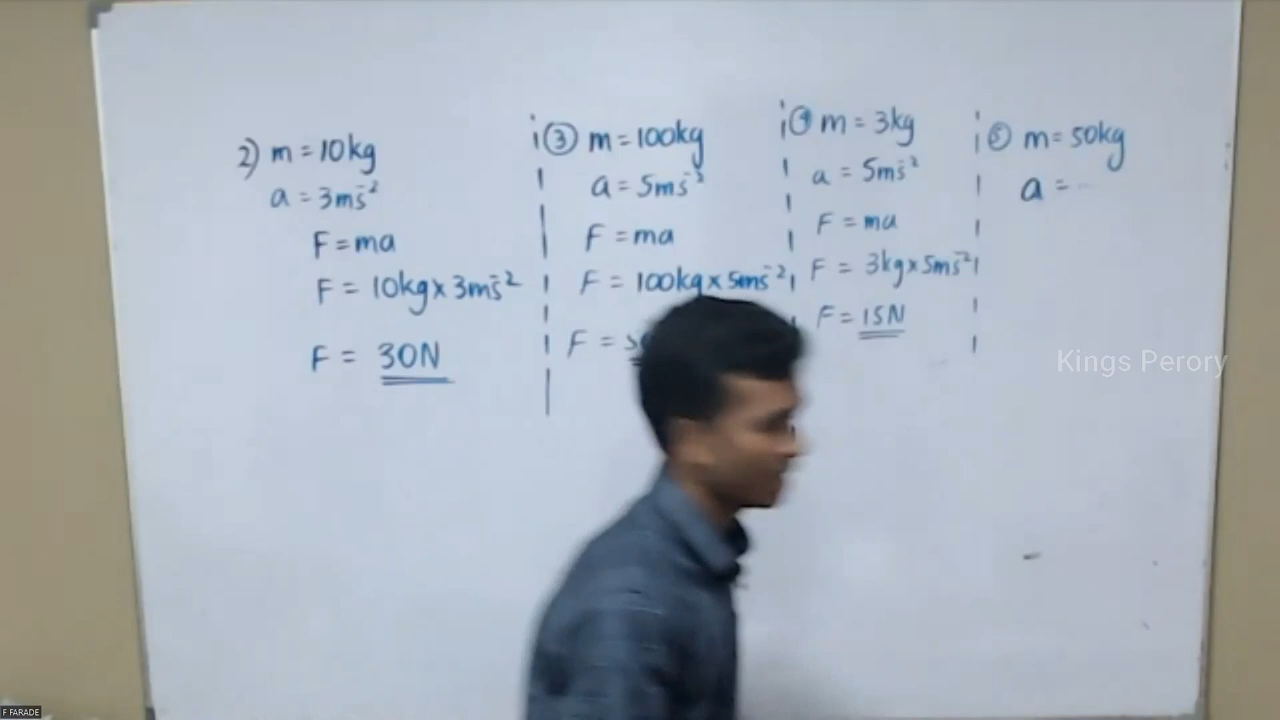 2) m = 10kg
a = 3ms⁻²
F = ma
F = 10kg x 3ms⁻²
F = 30N
③ m = 100kg
a = 5ms⁻²
F = ma
F = 100kg x 5ms⁻²
F =
④ m = 3kg
a = 5ms⁻²
F = ma
F = 3kg x 5ms⁻²
F = 15N
⑤ m = 50kg
a =
Kings Perory
F FARADE